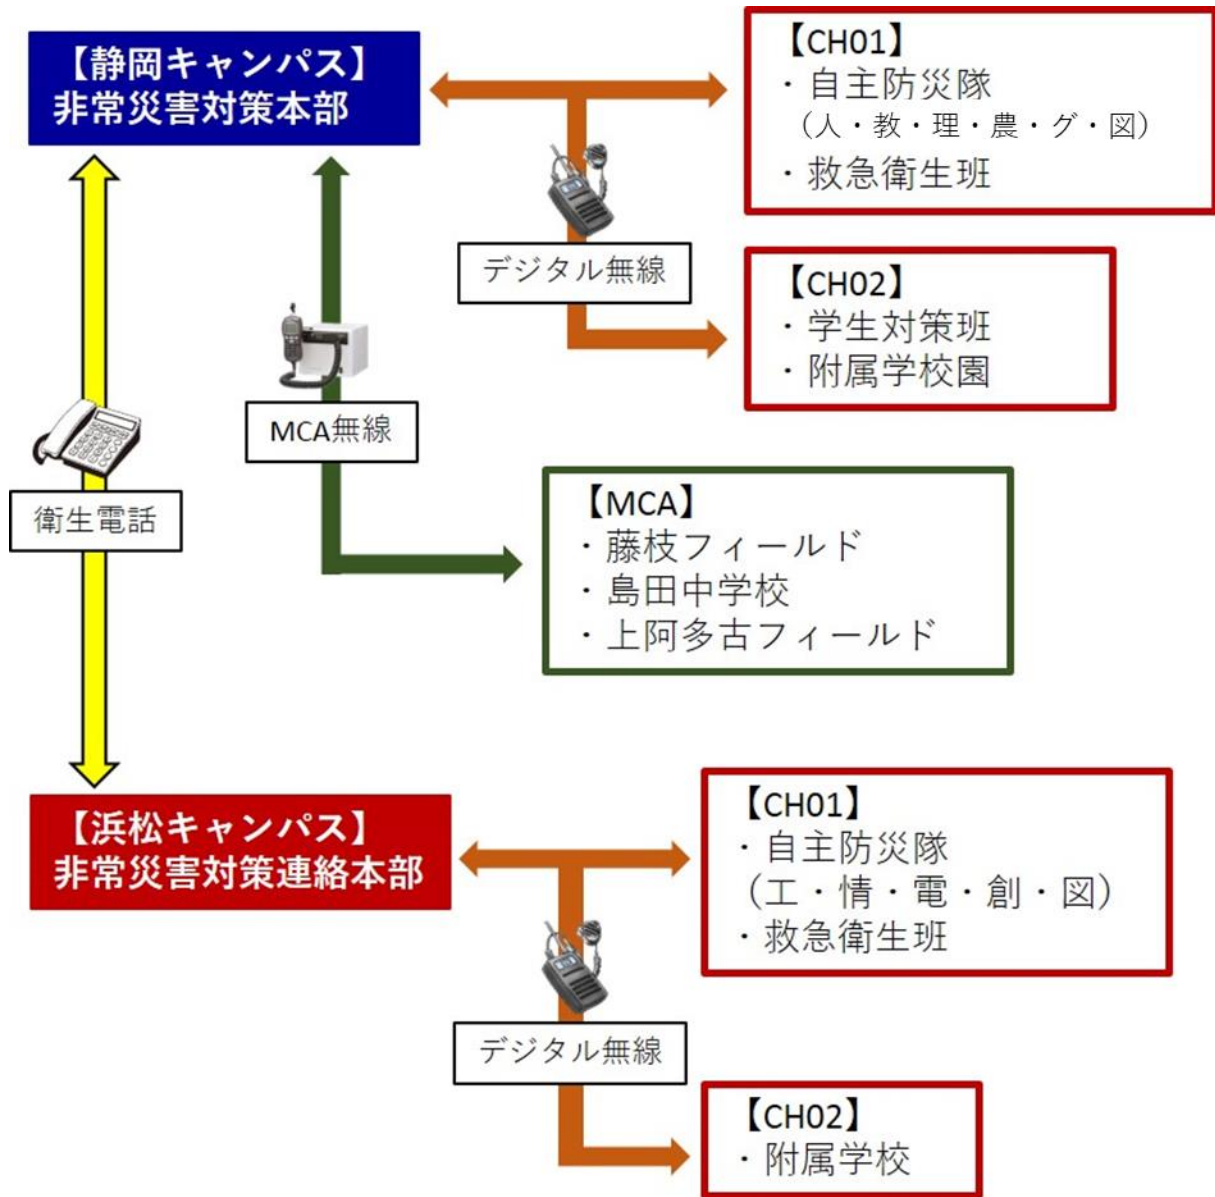 【静岡キャンパス】
非常災害対策本部
【CH01】
・自主防災隊
（人・教・理・農・グ・図）
・救急衛生班
デジタル無線
【CH02】
・学生対策班
・附属学校園
MCA無線
衛生電話
【MCA】
・藤枝フィールド
・島田中学校
・上阿多古フィールド
【浜松キャンパス】
非常災害対策連絡本部
【CH01】
・自主防災隊
（工・情・電・創・図）
・救急衛生班
デジタル無線
【CH02】
・附属学校